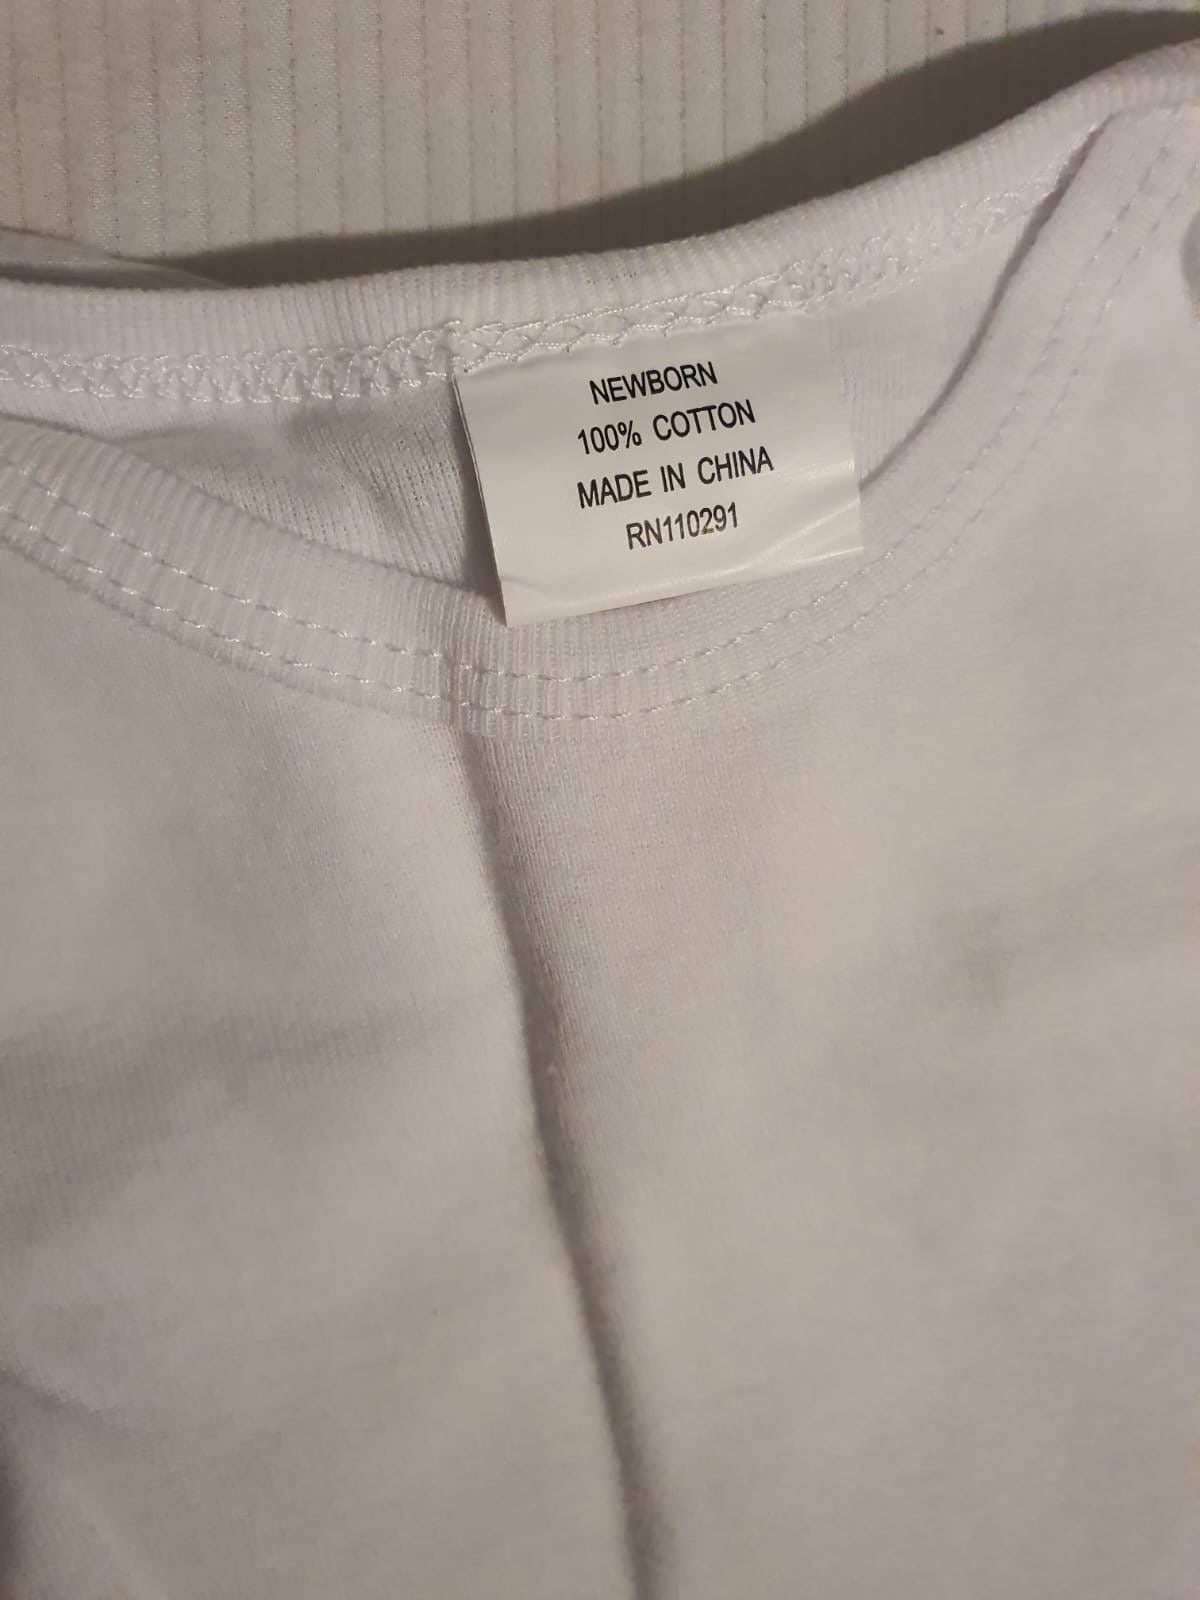 NEWBORN
100% COTTON
MADE IN CHINA
RN110291